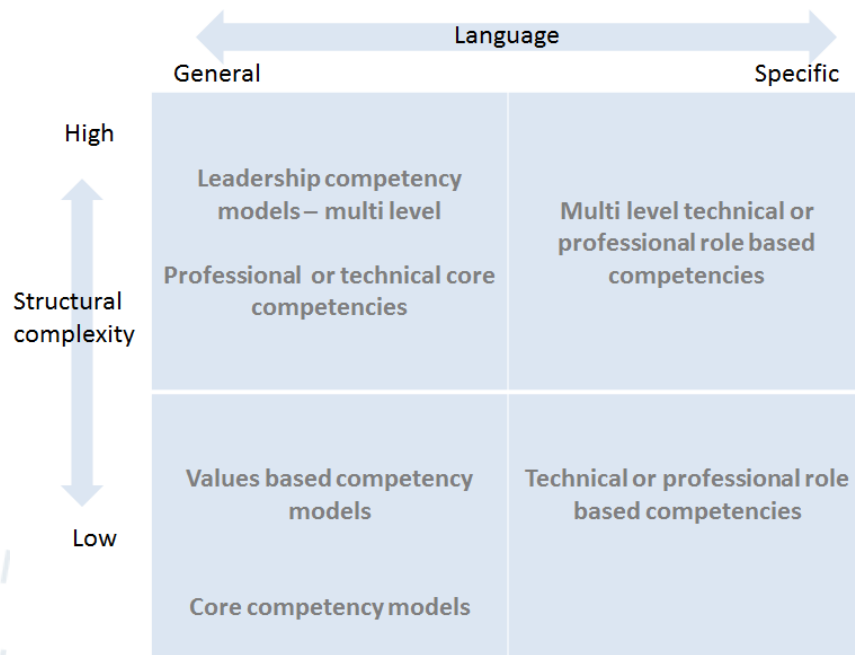 Language
General
Specific
High
Leadership competency
models – multi level
Professional or technical core
competencies
Multi level technical or
professional role based
competencies
Structural
complexity
Values based competency
models
Core competency models
Technical or professional role
based competencies
Low